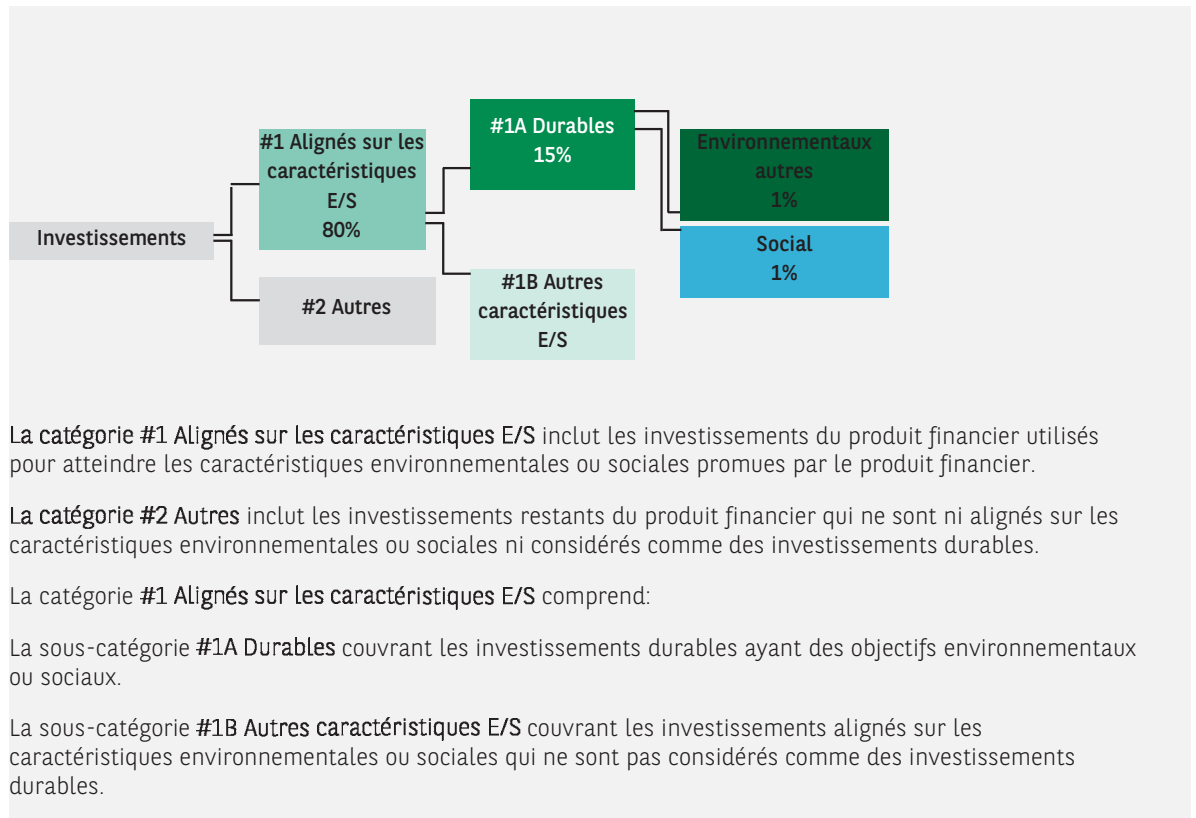 #1A Durables
15%
#1 Alignés sur les
caractéristiques
E/S
80%
Environnementaux
autres
1%
Investissements
Social
1%
#2 Autres
#1B Autres
caractéristiques
E/S
La catégorie #1 Alignés sur les caractéristiques E/S inclut les investissements du produit financier utilisés
pour atteindre les caractéristiques environnementales ou sociales promues par le produit financier.
La catégorie #2 Autres inclut les investissements restants du produit financier qui ne sont ni alignés sur les
caractéristiques environnementales ou sociales ni considérés comme des investissements durables.
La catégorie #1 Alignés sur les caractéristiques E/S comprend:
La sous-catégorie #1A Durables couvrant les investissements durables ayant des objectifs environnementaux
ou sociaux.
La sous-catégorie #1B Autres caractéristiques E/S couvrant les investissements alignés sur les
caractéristiques environnementales ou sociales qui ne sont pas considérés comme des investissements
durables.